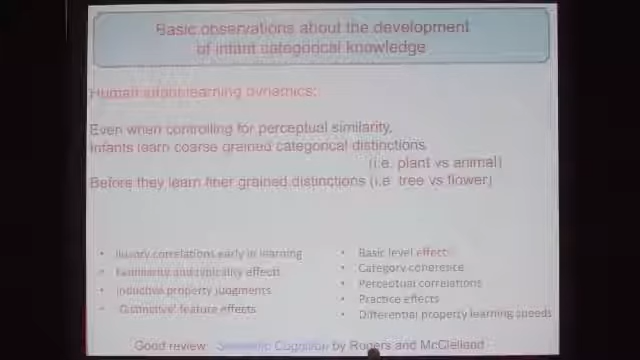 Basic observations about the development
of infant categorical knowledge
Human infant learning dynamics:
Even when controlling for perceptual similarity,
Infants learn coarse grained categorical distinctions
(i.e. plant vs animal)
Before they learn finer grained distinctions (i.e tree vs flower)
• Illusory correlations early in learning
• Familiarity and typicality effects
• Inductive property judgments
• 'Distinctive' feature effects
• Basic level effects
• Category coherence
• Perceptual correlations
• Practice effects
• Differential property learning speeds
Good review: Semantic Cognition by Rogers and McClelland